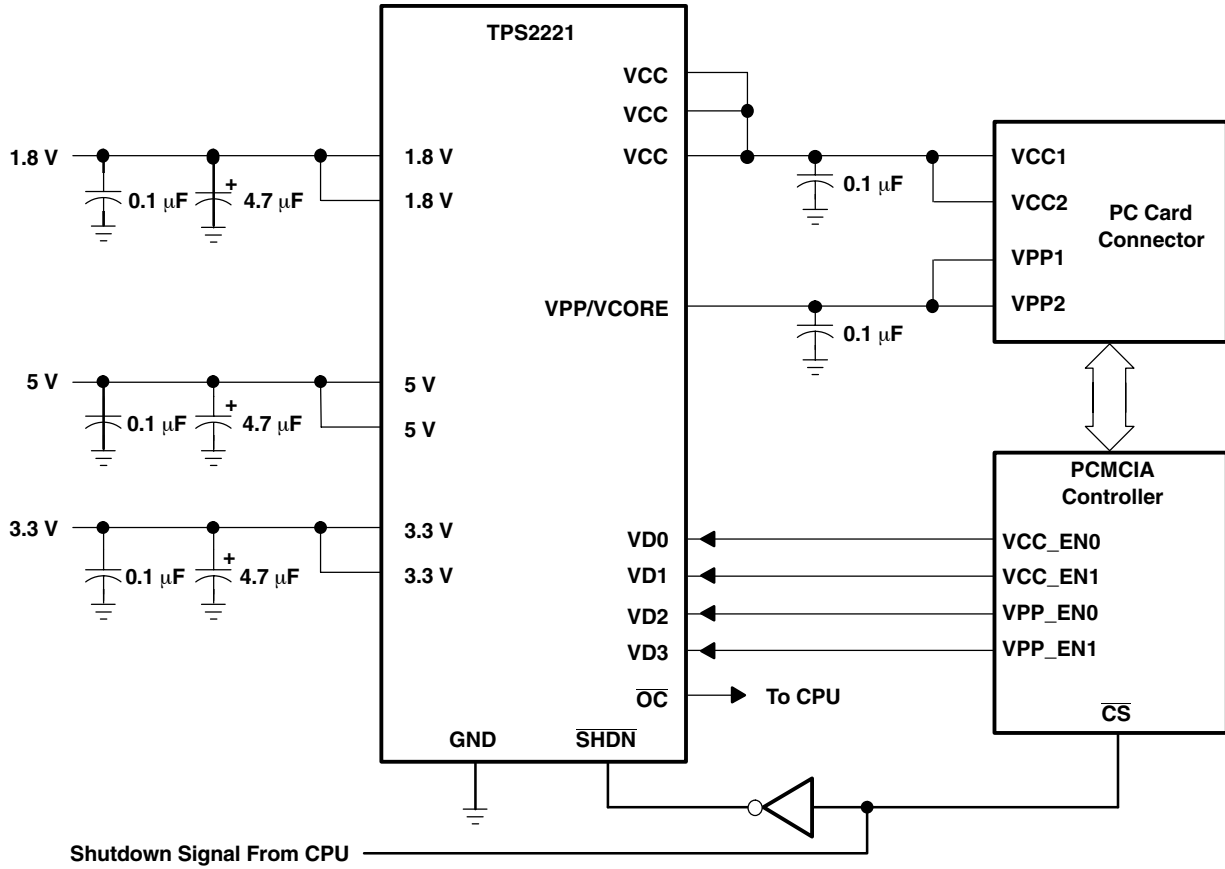 TPS2221
VCC
VCC
VCC
1.8 V
1.8 V
1.8 V
0.1 μF
4.7 μF
+
VCC1
VCC2
0.1 μF
PC Card
Connector
VPP1
VPP2
VPP/VCORE
0.1 μF
5 V
5 V
5 V
0.1 μF
4.7 μF
+
PCMCIA
Controller
3.3 V
3.3 V
3.3 V
0.1 μF
4.7 μF
+
VD0
VCC_EN0
VD1
VCC_EN1
VD2
VPP_EN0
VD3
VPP_EN1
OC
To CPU
CS
GND
SHDN
Shutdown Signal From CPU